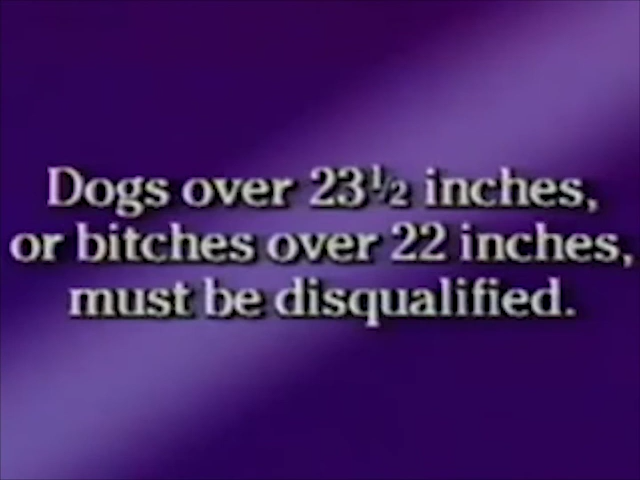 Dogs over 23½ inches,
or bitches over 22 inches,
must be disqualified.